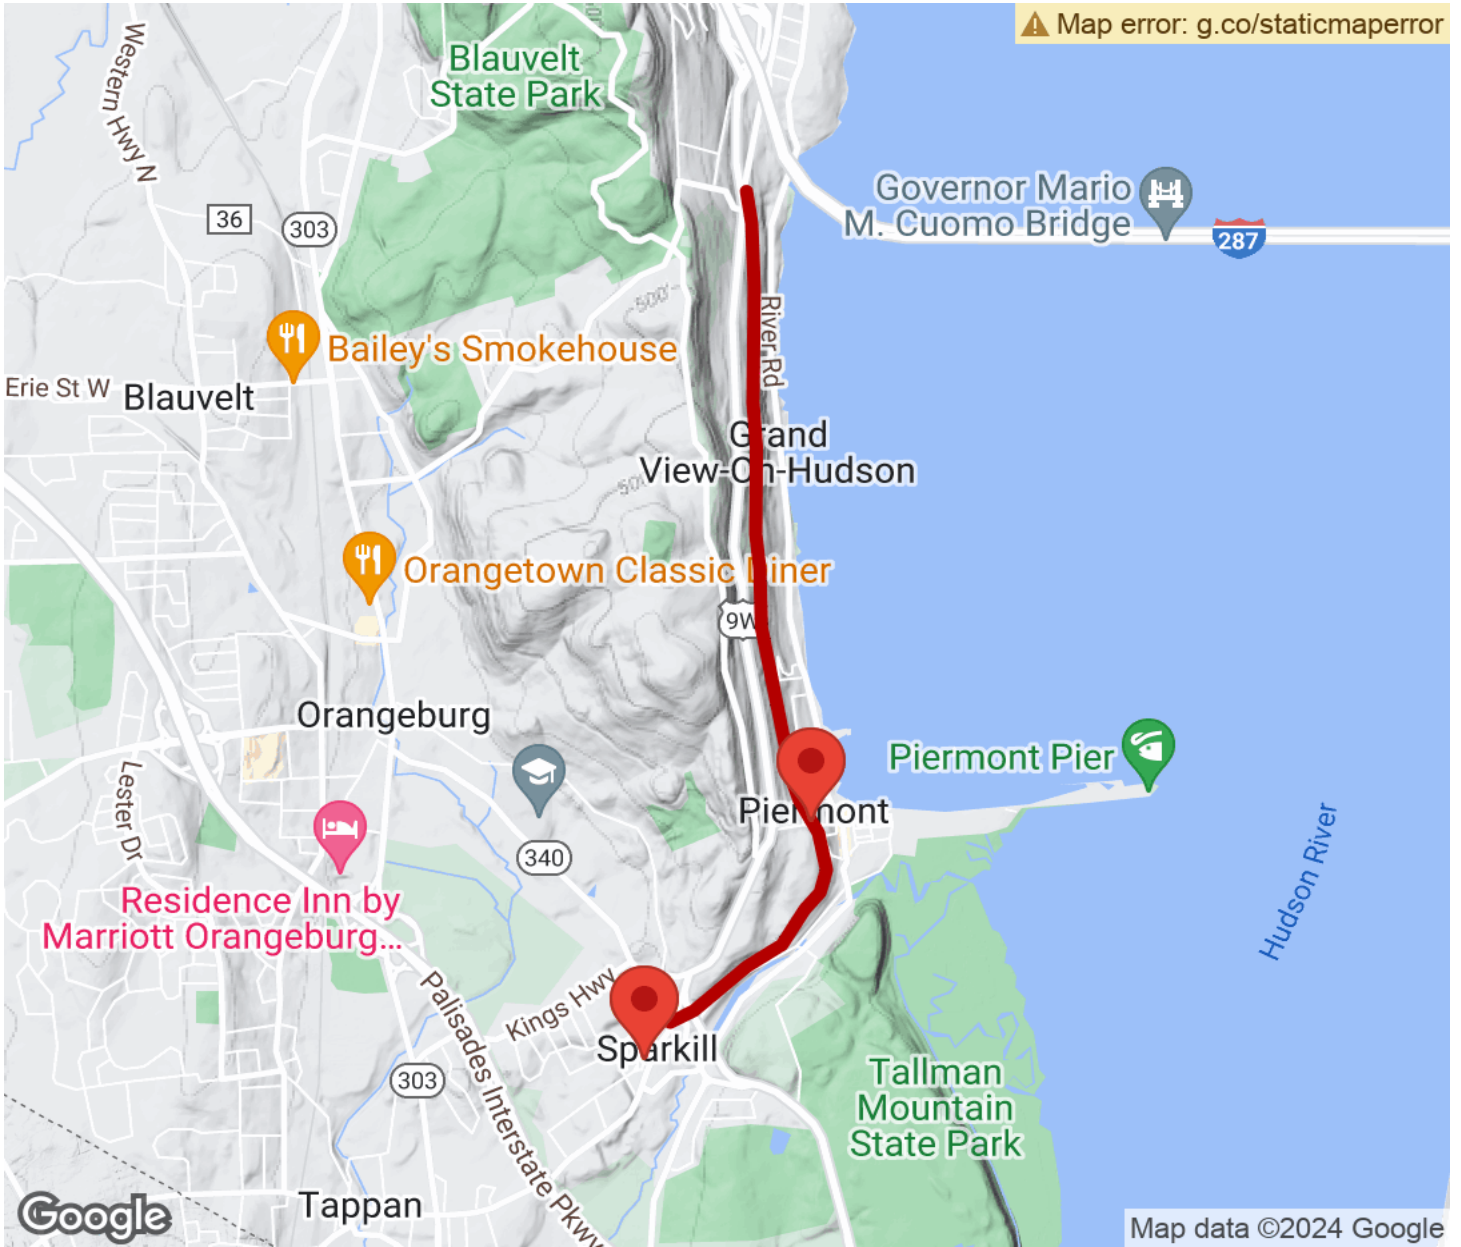 Map error: g.co/staticmaperror
Western Hwy N
Blauvelt
State Park
36
303
Governor Mario
M. Cuomo Bridge
287
500'
River Rd
Bailey's Smokehouse
Erie St W
Blauvelt
Grand
View-On-Hudson
500
Orangetown Classic Diner
9W
Orangeburg
Piermont Pier
Lester Dr
Piermont
340
Hudson River
Residence Inn by
Marriott Orangeburg...
Kings Hwy
Palisades Interstate Pkwy
Sparkill
303
Tallman
Mountain
State Park
Tappan
Google
Map data ©2024 Google